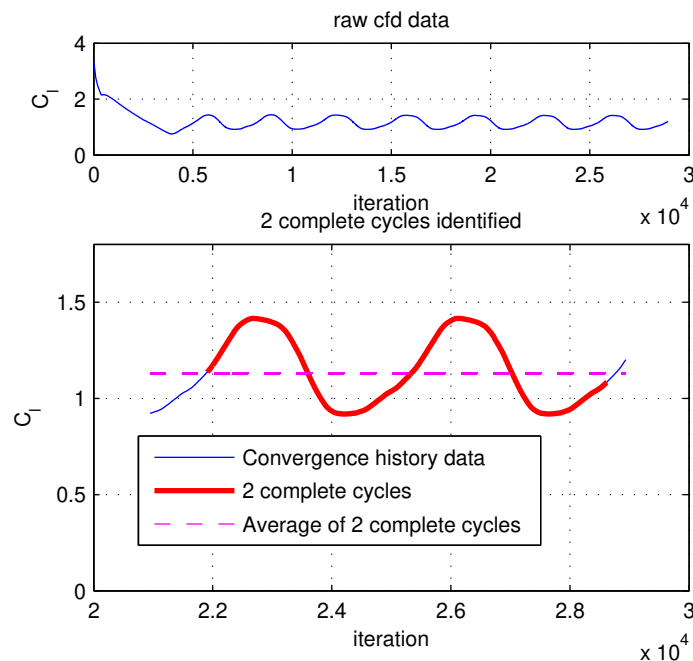 raw cfd data
4
2
0
C_l
0
0.5
1
1.5
2
2.5
3
iteration
x 10^4
2 complete cycles identified
1.5
1
0.5
0
C_l
Convergence history data
2 complete cycles
Average of 2 complete cycles
2
2.2
2.4
2.6
2.8
3
iteration
x 10^4